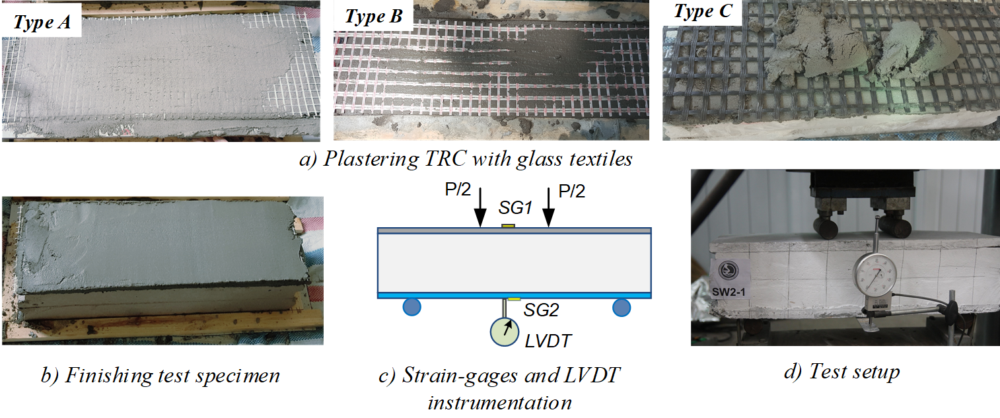 Type A
Type B
Type C
a) Plastering TRC with glass textiles
P/2
P/2
SG1
SG2
LVDT
SW2-1
b) Finishing test specimen
c) Strain-gages and LVDT
instrumentation
d) Test setup